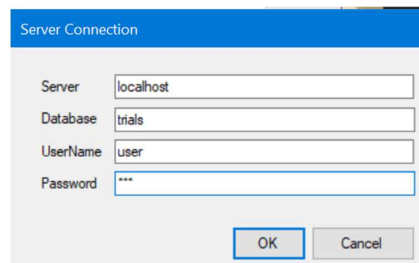 Server Connection
Server localhost
Database trials
UserName user
Password ***
OK Cancel